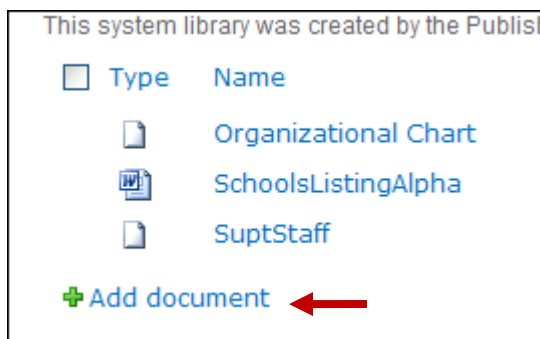 This system library was created by the Publis
Type Name
Organizational Chart
SchoolsListingAlpha
SuptStaff
Add document